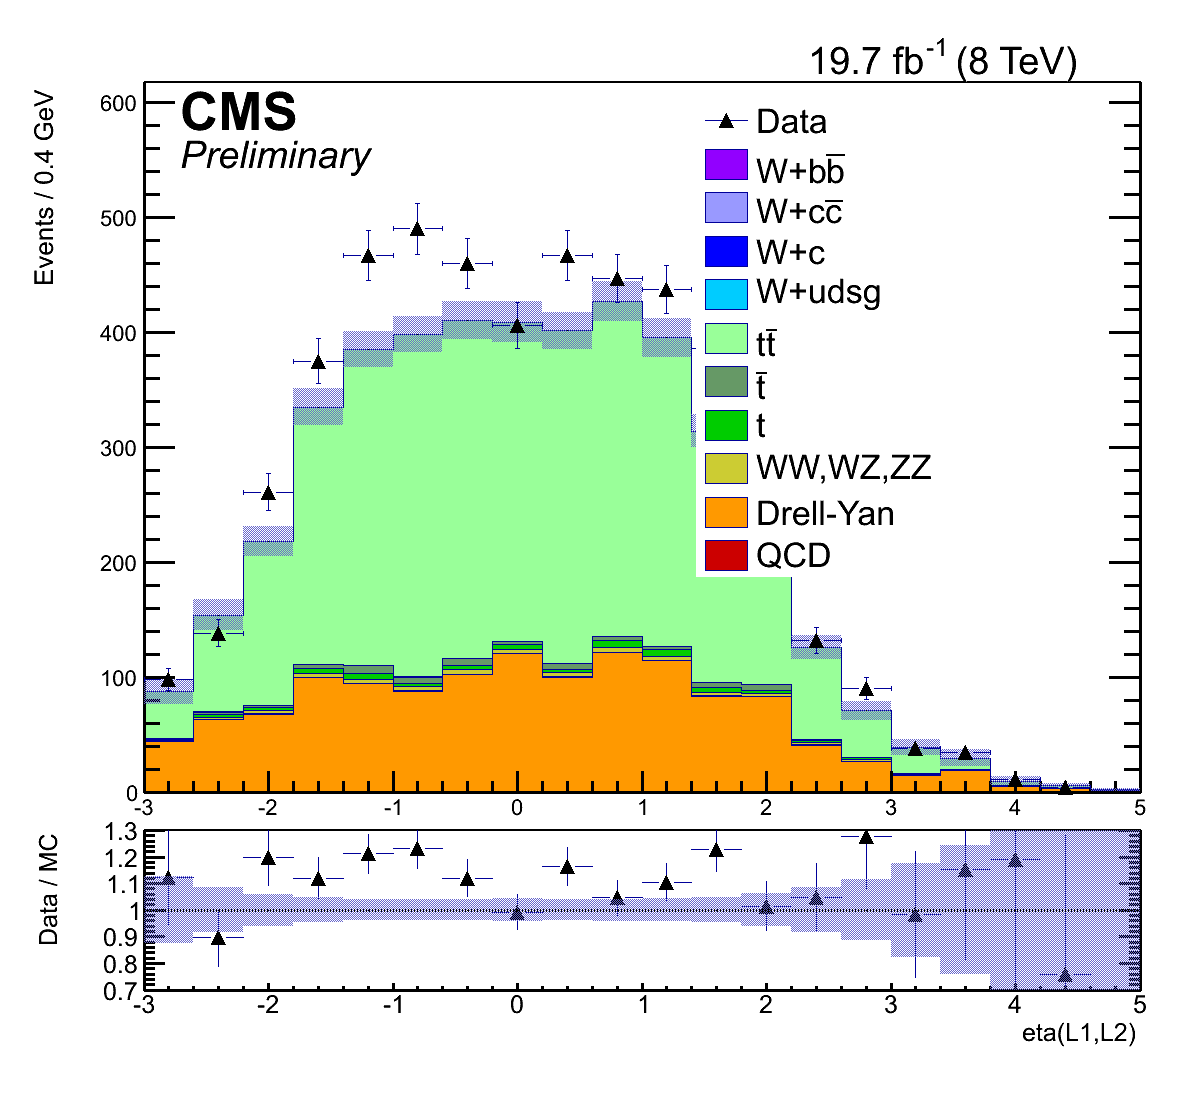 19.7 fb⁻¹ (8 TeV)
CMS
Preliminary
Events / 0.4 GeV
600
500
400
300
200
100
0
Data
W+bb̅
W+cc̅
W+c
W+udsg
tt̅
t̅
t
WW,WZ,ZZ
Drell-Yan
QCD
-3 -2 -1 0 1 2 3 4 5
Data / MC
1.3
1.2
1.1
1
0.9
0.8
0.7
-3 -2 -1 0 1 2 3 4 5
eta(L1,L2)